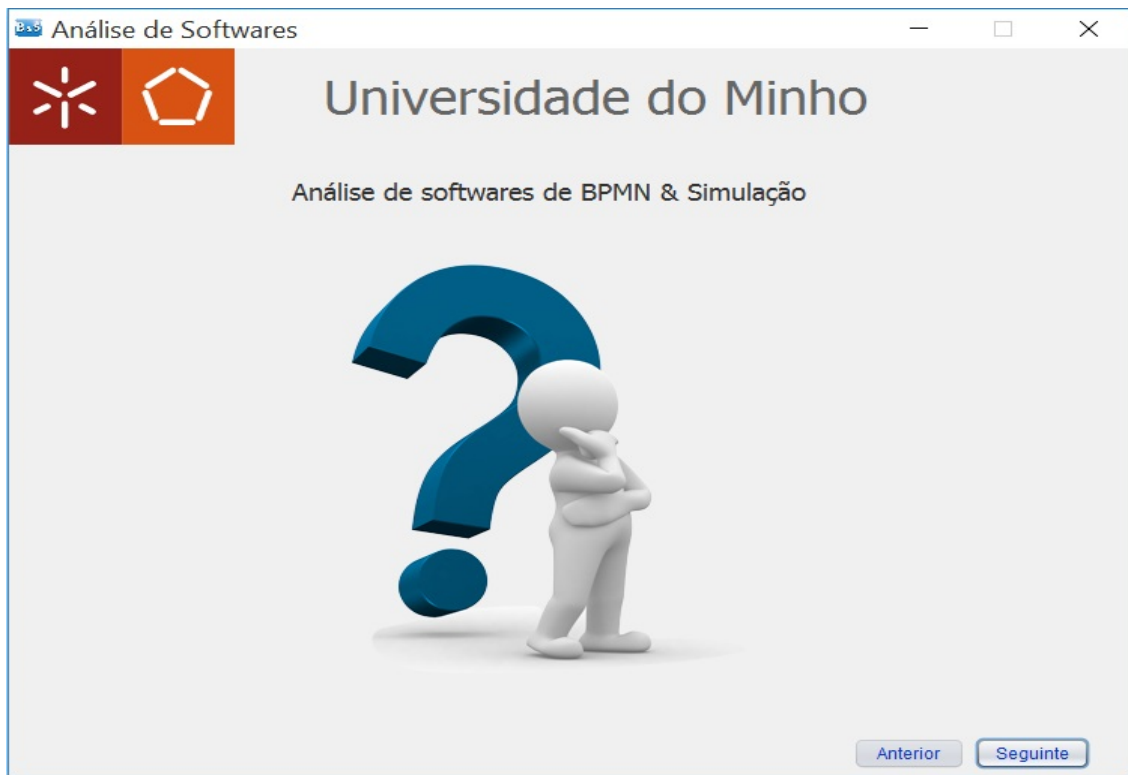 B&S Análise de Softwares
Universidade do Minho
Análise de softwares de BPMN & Simulação
Anterior Seguinte